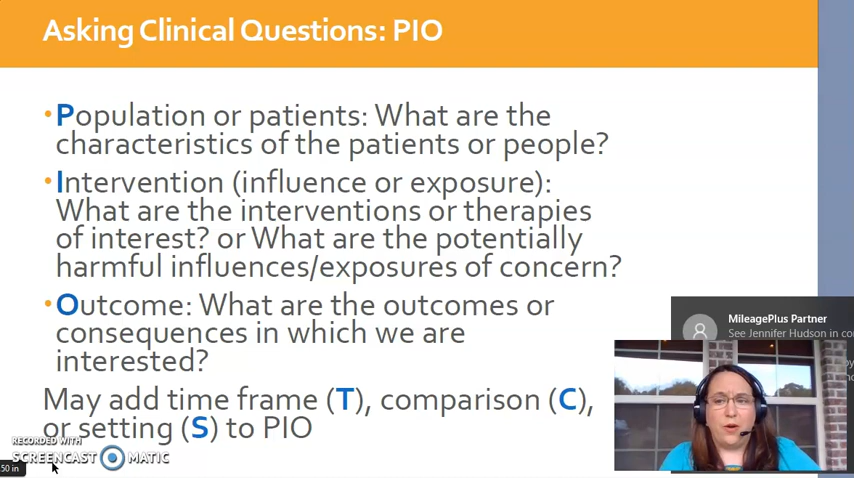 Asking Clinical Questions: PIO
•Population or patients: What are the
characteristics of the patients or people?
•Intervention (influence or exposure):
What are the interventions or therapies
of interest? or What are the potentially
harmful influences/exposures of concern?
•Outcome: What are the outcomes or
consequences in which we are
interested?
May add time frame (T), comparison (C),
or setting (S) to PIO
MileagePlus Partner
See Jennifer Hudson in
RECORDED WITH
SCREENCAST MATIC
.50 in